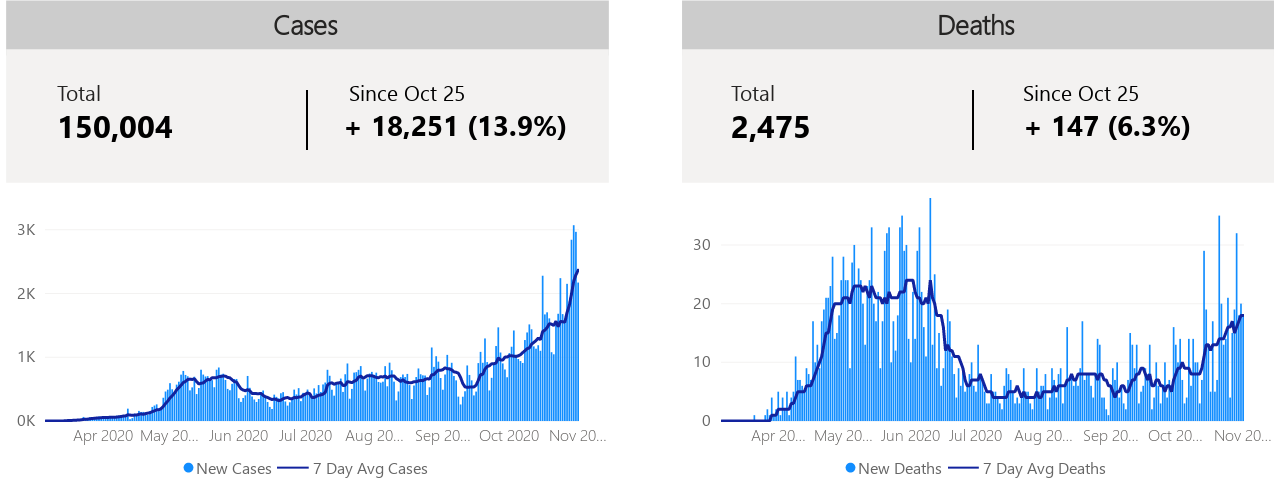 Cases
Total
150,004
Since Oct 25
+ 18,251 (13.9%)
3K
2K
1K
0K
Apr 2020 May 20... Jun 2020 Jul 2020 Aug 20... Sep 20... Oct 2020 Nov 20...
New Cases 7 Day Avg Cases
Deaths
Total
2,475
Since Oct 25
+ 147 (6.3%)
30
20
10
0
Apr 20... May 20... Jun 2020 Jul 2020 Aug 20... Sep 20... Oct 20... Nov 20...
New Deaths 7 Day Avg Deaths